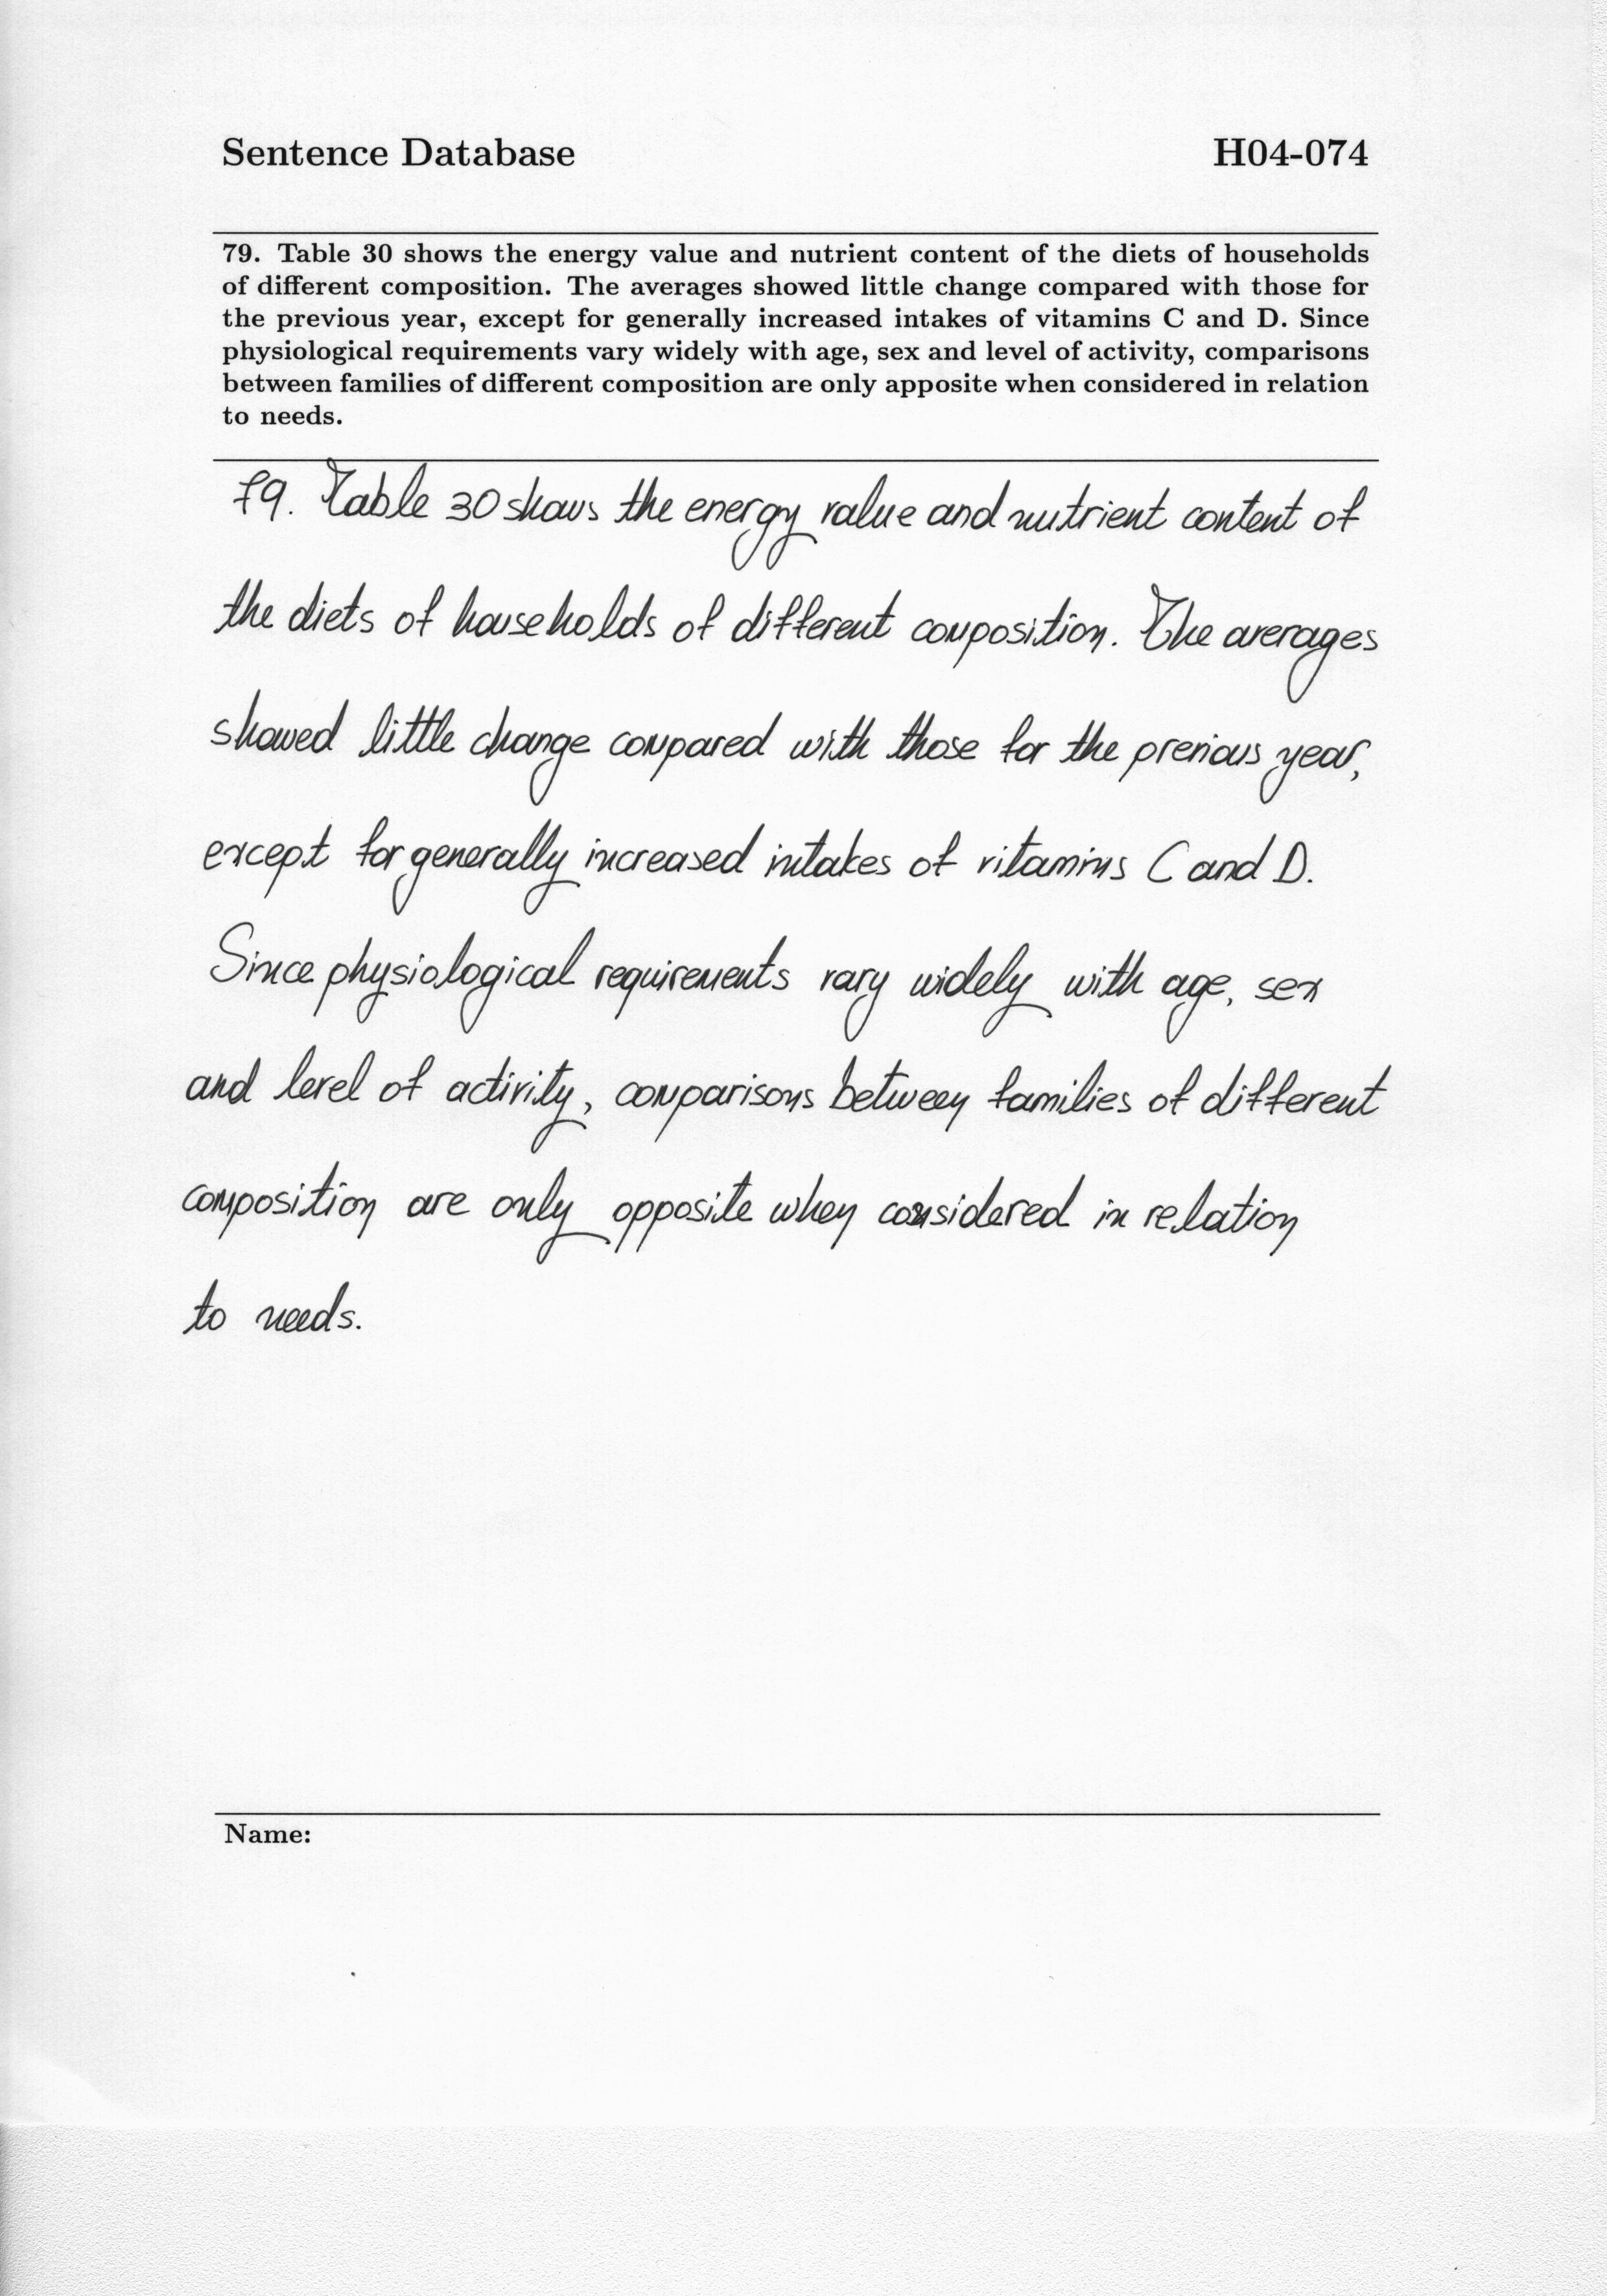 Sentence Database H04-074
79. Table 30 shows the energy value and nutrient content of the diets of households
of different composition. The averages showed little change compared with those for
the previous year, except for generally increased intakes of vitamins C and D. Since
physiological requirements vary widely with age, sex and level of activity, comparisons
between families of different composition are only apposite when considered in relation
to needs.
79. Table 30 shows the energy value and nutrient content of
the diets of households of different composition. The averages
showed little change compared with those for the previous year,
except for generally increased intakes of vitamins C and D.
Since physiological requirements vary widely with age, sex
and level of activity, comparisons between families of different
composition are only opposite when considered in relation
to needs.
Name: